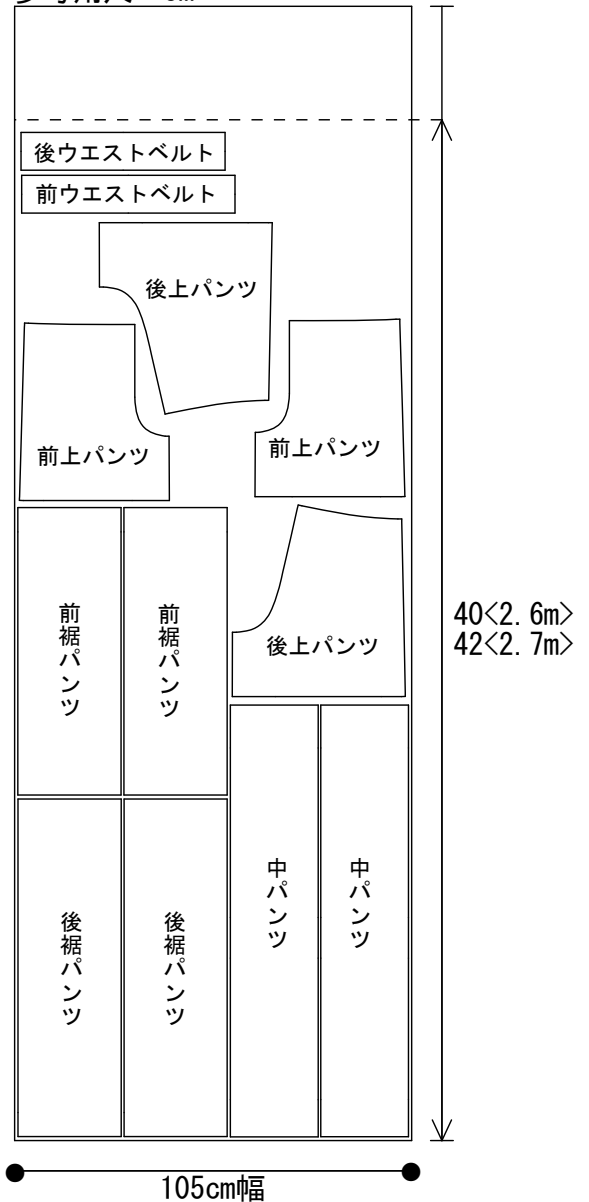 後ウエストベルト
前ウエストベルト
後上パンツ
前上パンツ
前上パンツ
後上パンツ
前裾パンツ
前裾パンツ
40<2.6m>
42<2.7m>
中パンツ
中パンツ
後裾パンツ
後裾パンツ
105cm幅